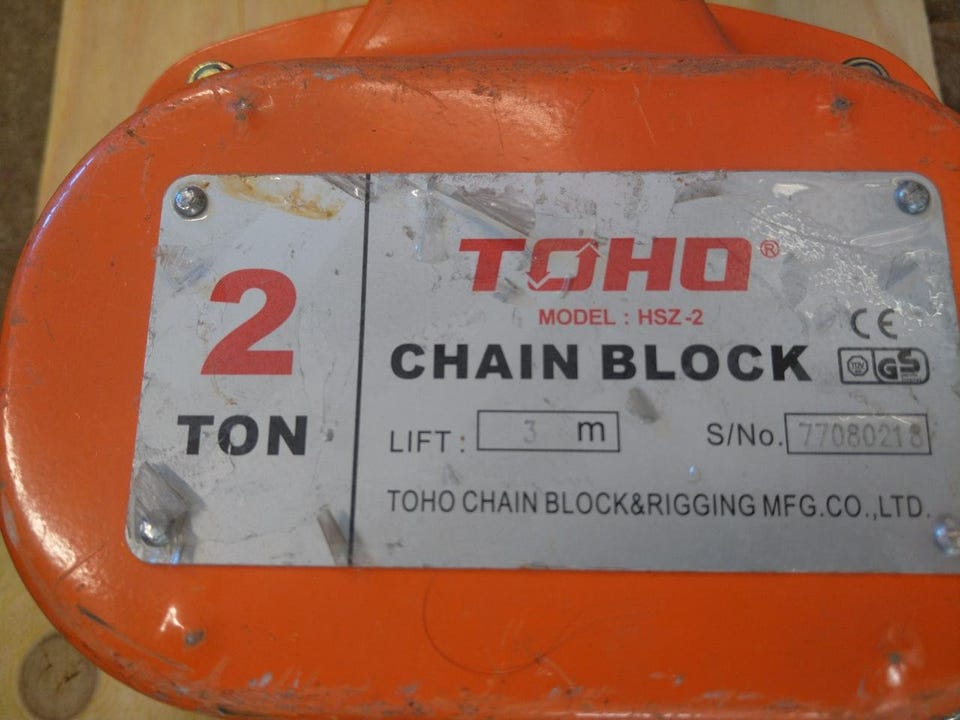 2
TON
TOHO®
MODEL : HSZ-2
CHAIN BLOCK
CE
GS
LIFT : 3 m
S/No. 77080218
TOHO CHAIN BLOCK&RIGGING MFG.CO.,LTD.